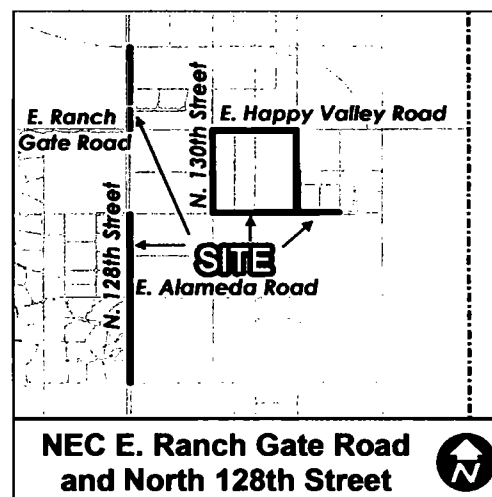 E. Ranch
Gate Road
N. 130th Street
E. Happy Valley Road
N. 128th Street
SITE
E. Alameda Road
NEC E. Ranch Gate Road
and North 128th Street
N